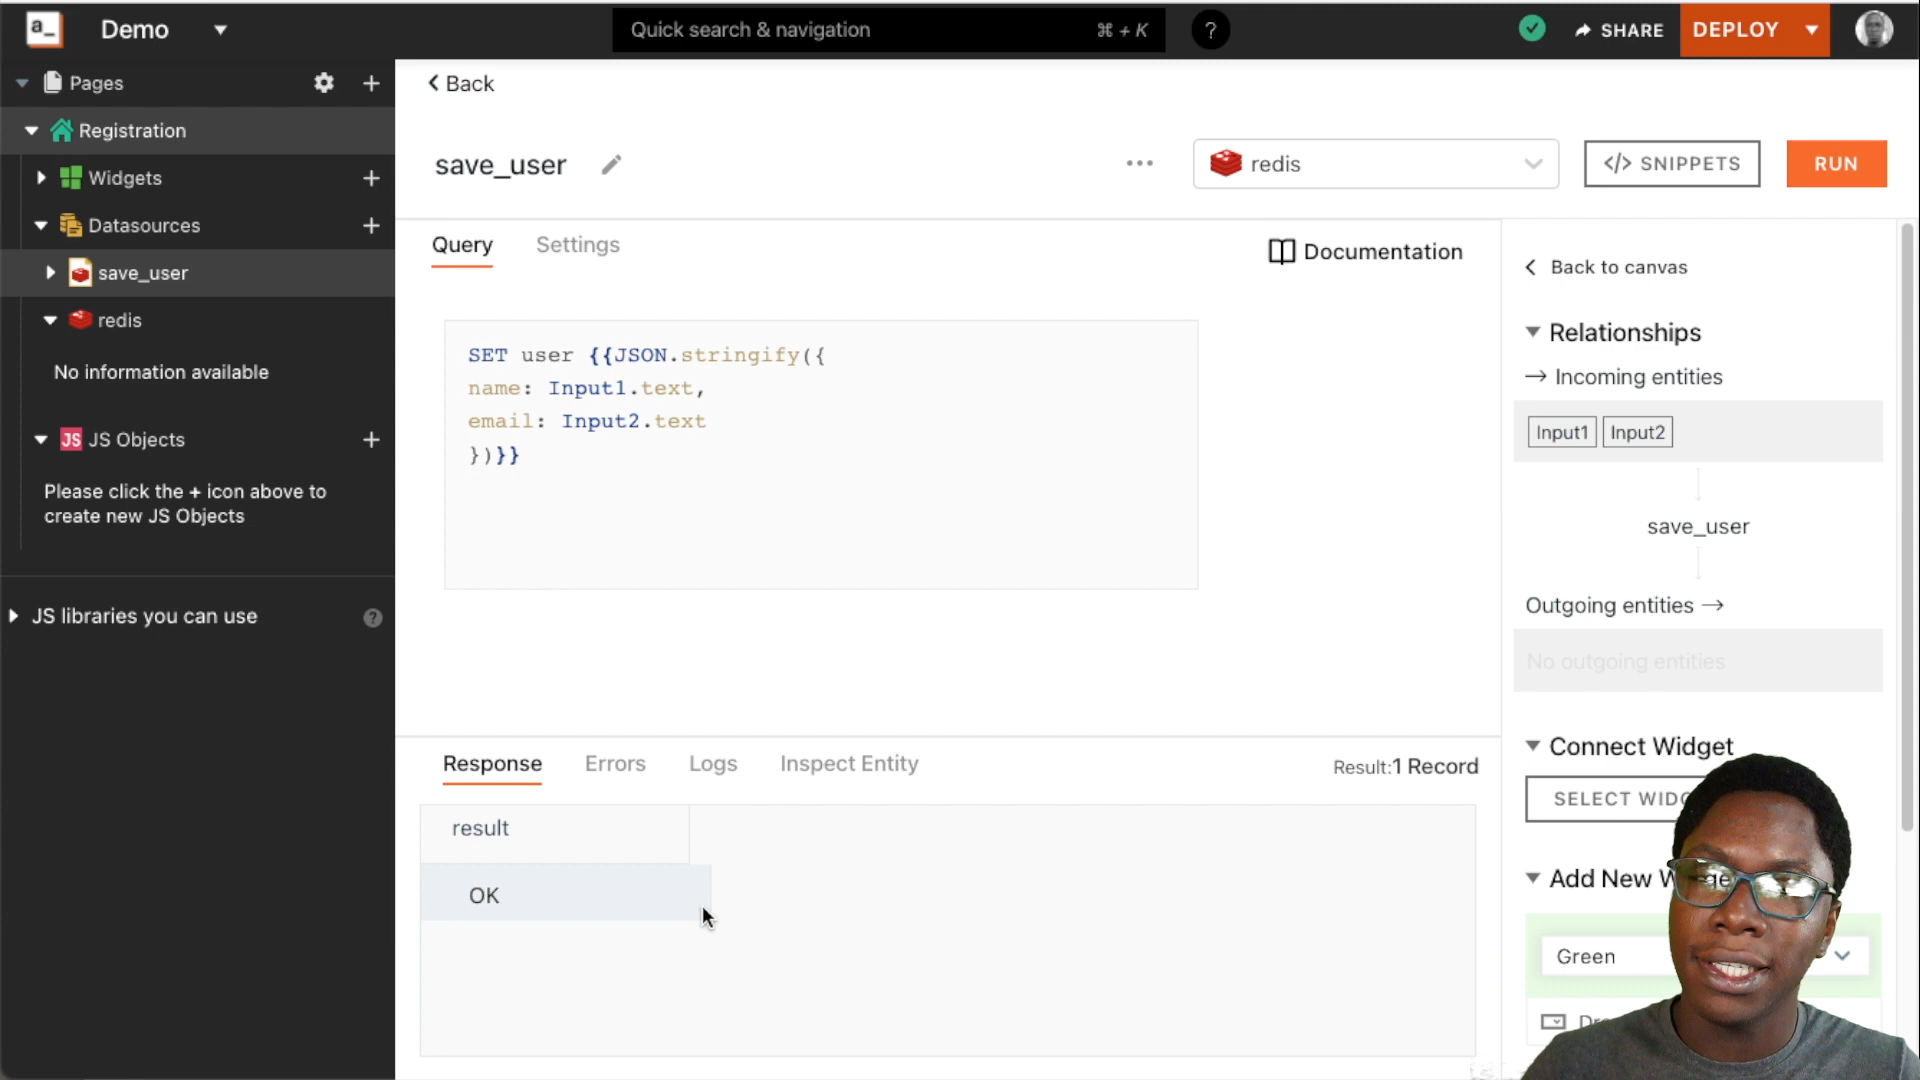 a_
Demo
Quick search & navigation
⌘ + K
?
SHARE
DEPLOY
Pages
Registration
Widgets
Datasources
save_user
redis
No information available
JS JS Objects
Please click the + icon above to
create new JS Objects
JS libraries you can use
?
Back
save_user
redis
</> SNIPPETS
RUN
Query
Settings
Documentation
SET user {{JSON.stringify({
name: Input1.text,
email: Input2.text
})}}
Response
Errors
Logs
Inspect Entity
Result:1 Record
result
OK
Back to canvas
Relationships
→ Incoming entities
Input1
Input2
save_user
Outgoing entities →
No outgoing entities
Connect Widget
SELECT
Add New
Green